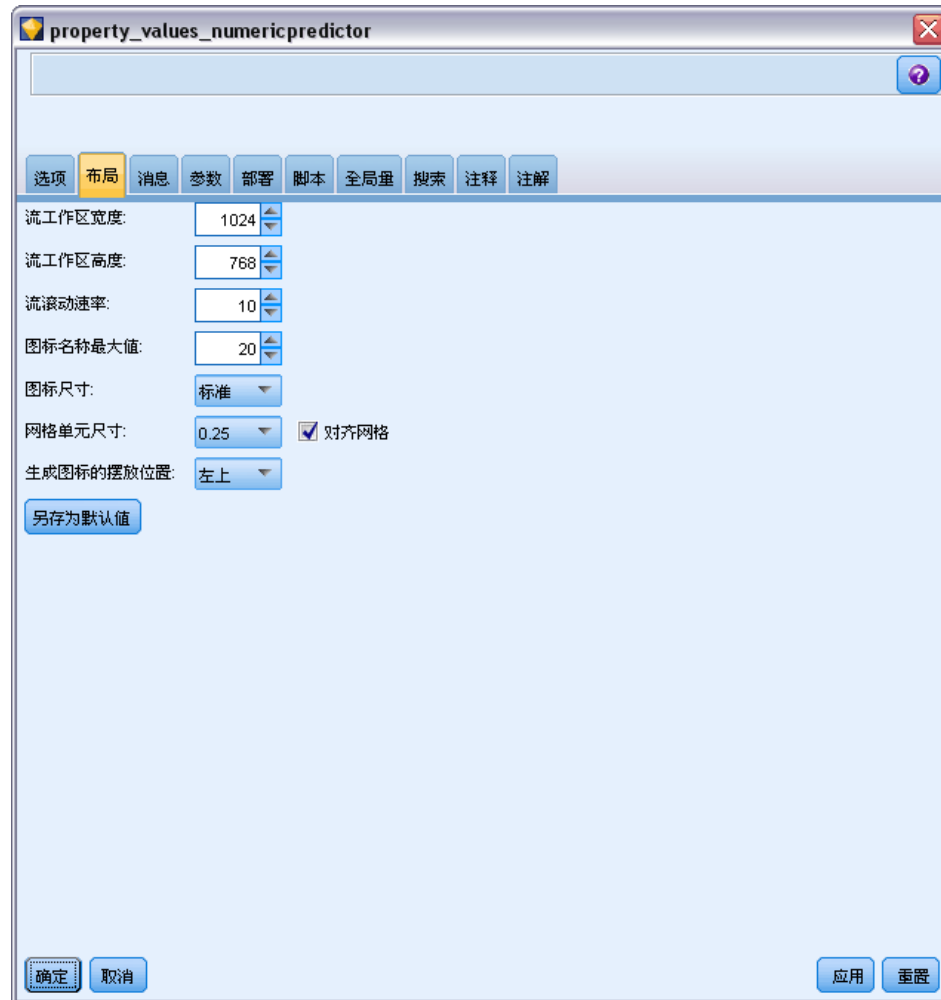 property_values_numericpredictor
选项 布局 消息 参数 部署 脚本 全局量 搜索 注释 注解
流工作区宽度: 1024
流工作区高度: 768
流滚动速率: 10
图标名称最大值: 20
图标尺寸: 标准
网格单元尺寸: 0.25 对齐网格
生成图标的摆放位置: 左上
另存为默认值
确定 取消 应用 重置